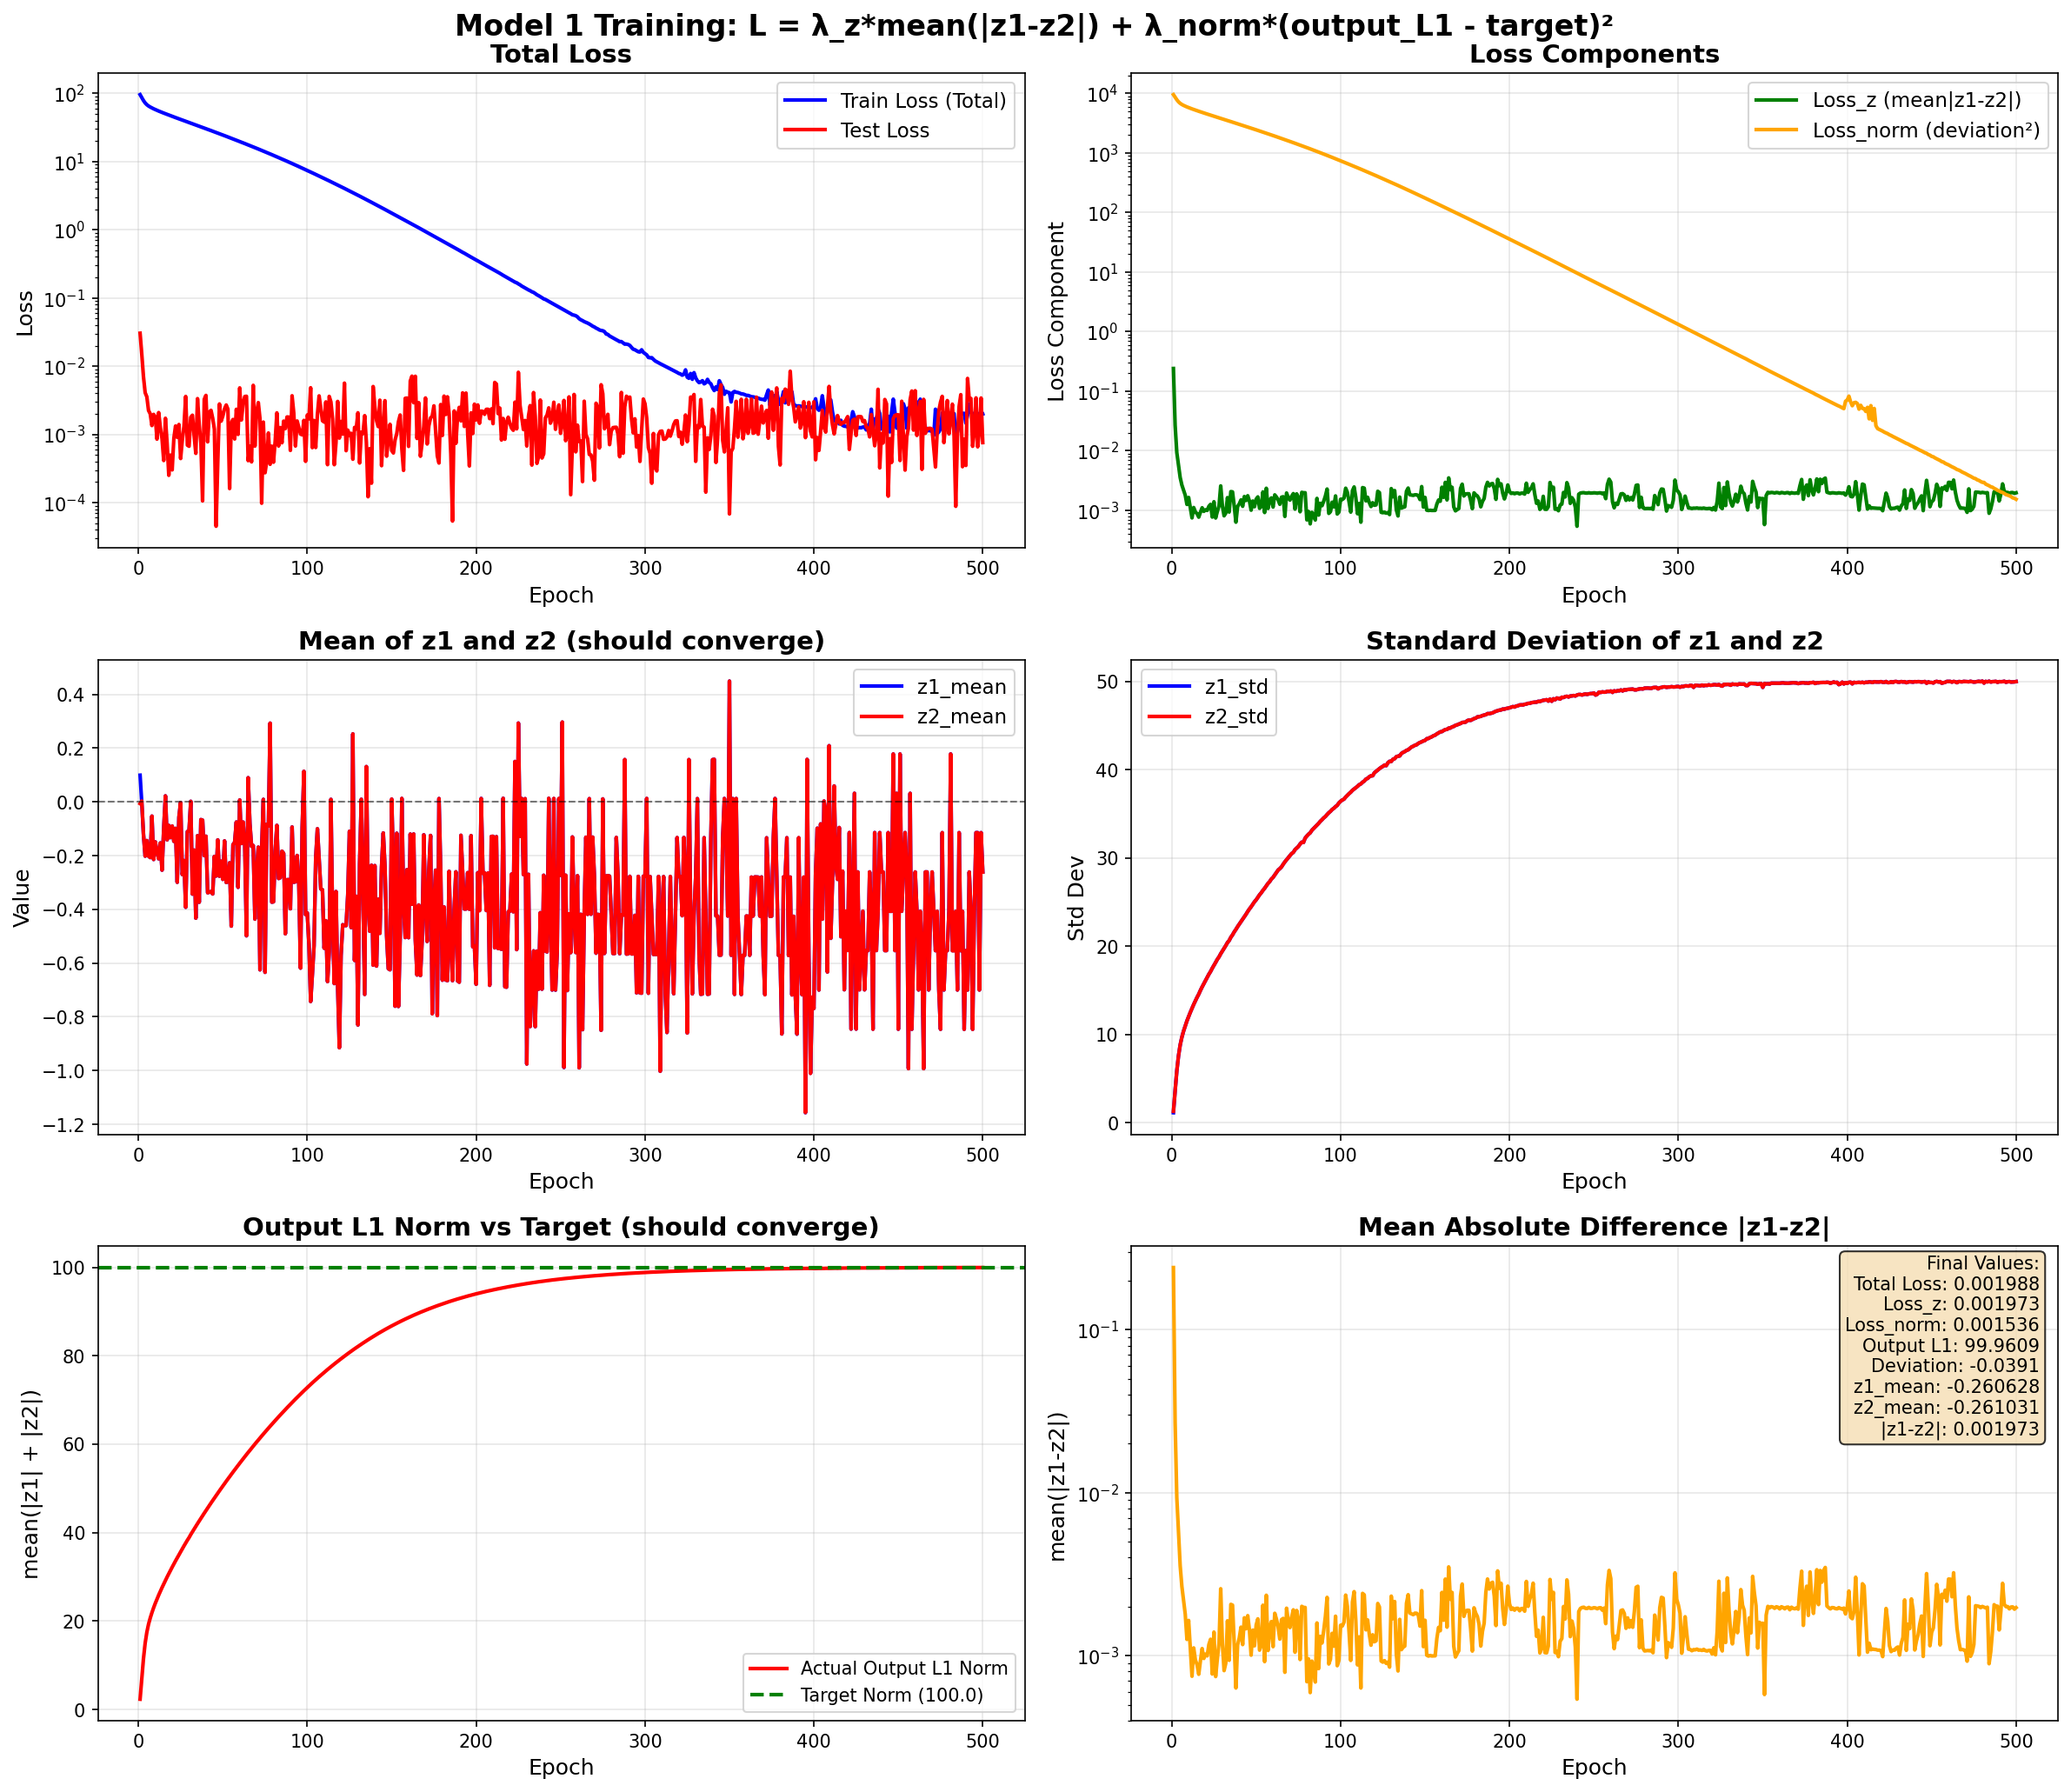 Model 1 Training: L = λ_z*mean(|z1-z2|) + λ_norm*(output_L1 - target)²
Total Loss
Train Loss (Total)
Test Loss
10²
10¹
10⁰
10⁻¹
10⁻²
10⁻³
10⁻⁴
Loss
0 100 200 300 400 500
Epoch
Loss Components
Loss_z (mean|z1-z2|)
Loss_norm (deviation²)
10⁴
10³
10²
10¹
10⁰
10⁻¹
10⁻²
10⁻³
Loss Component
0 100 200 300 400 500
Epoch
Mean of z1 and z2 (should converge)
z1_mean
z2_mean
0.4
0.2
0.0
−0.2
−0.4
−0.6
−0.8
−1.0
−1.2
Value
0 100 200 300 400 500
Epoch
Standard Deviation of z1 and z2
z1_std
z2_std
50
40
30
20
10
0
Std Dev
0 100 200 300 400 500
Epoch
Output L1 Norm vs Target (should converge)
100
80
60
40
20
0
mean(|z1| + |z2|)
Actual Output L1 Norm
Target Norm (100.0)
0 100 200 300 400 500
Epoch
Mean Absolute Difference |z1-z2|
Final Values:
Total Loss: 0.001988
Loss_z: 0.001973
Loss_norm: 0.001536
Output L1: 99.9609
Deviation: -0.0391
z1_mean: -0.260628
z2_mean: -0.261031
|z1-z2|: 0.001973
10⁻¹
10⁻²
10⁻³
mean(|z1-z2|)
0 100 200 300 400 500
Epoch